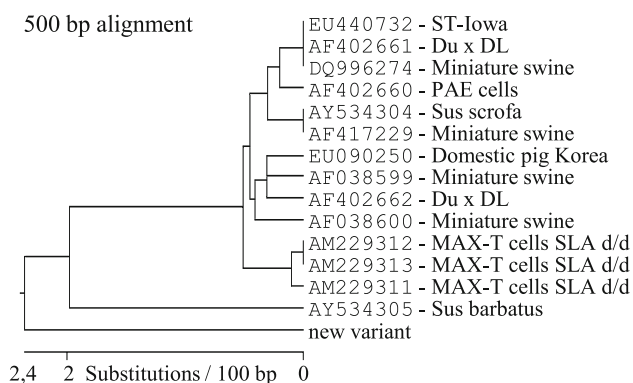 500 bp alignment
EU440732 - ST-Iowa
AF402661 - Du x DL
DQ996274 - Miniature swine
AF402660 - PAE cells
AY534304 - Sus scrofa
AF417229 - Miniature swine
EU090250 - Domestic pig Korea
AF038599 - Miniature swine
AF402662 - Du x DL
AF038600 - Miniature swine
AM229312 - MAX-T cells SLA d/d
AM229313 - MAX-T cells SLA d/d
AM229311 - MAX-T cells SLA d/d
AY534305 - Sus barbatus
new variant
2,4 2 Substitutions / 100 bp 0